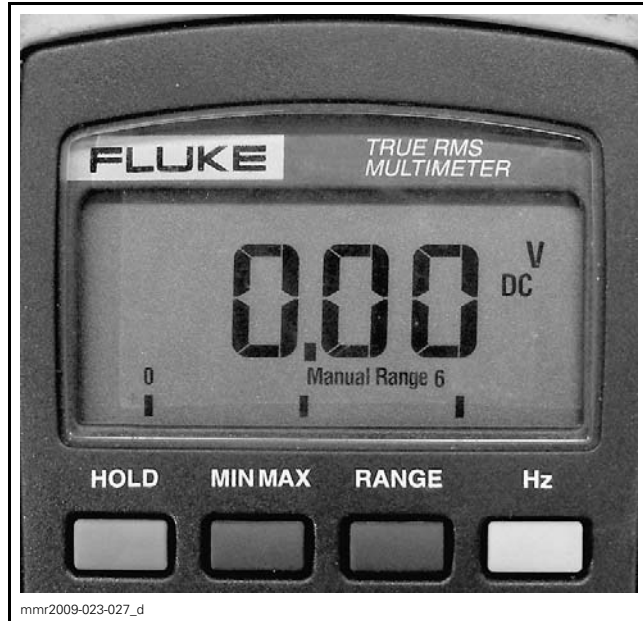 FLUKE
TRUE RMS
MULTIMETER
0.00 V
DC
0 Manual Range 6
HOLD MIN MAX RANGE Hz
mmr2009-023-027_d